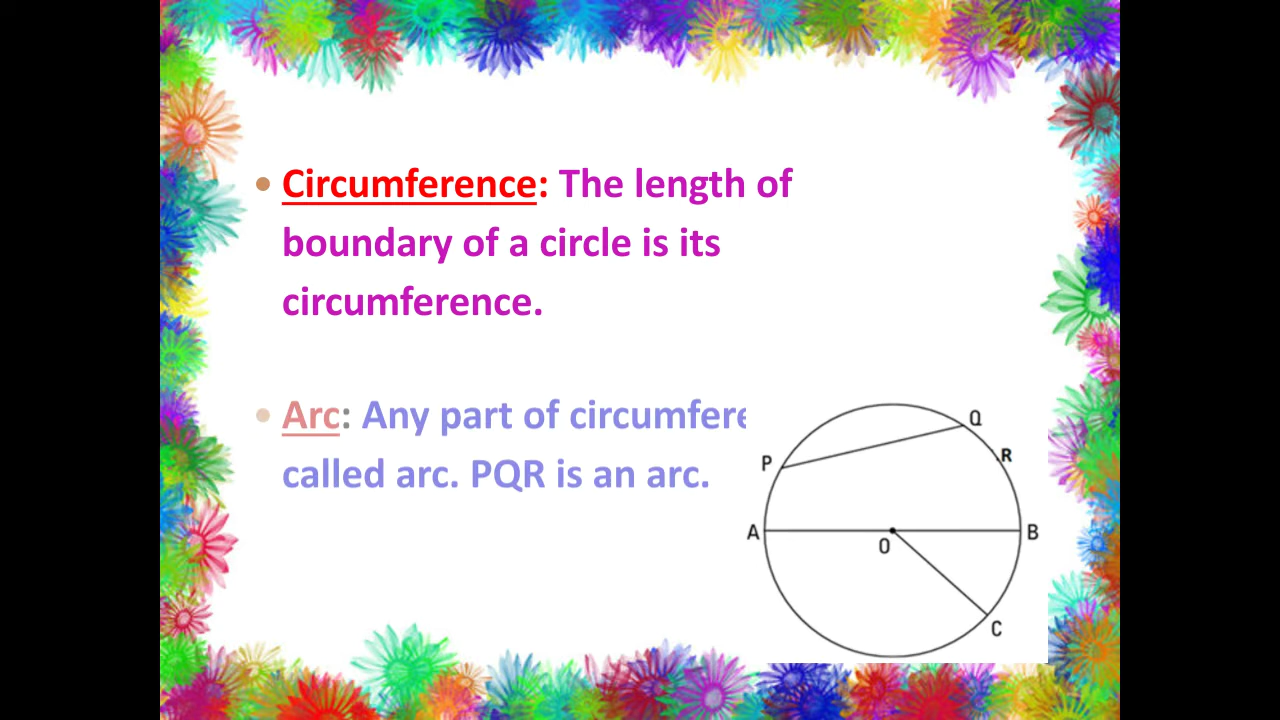 • Circumference: The length of
boundary of a circle is its
circumference.
• Arc: Any part of
called arc. PQR is an arc.
Q
P
R
A
B
O
C